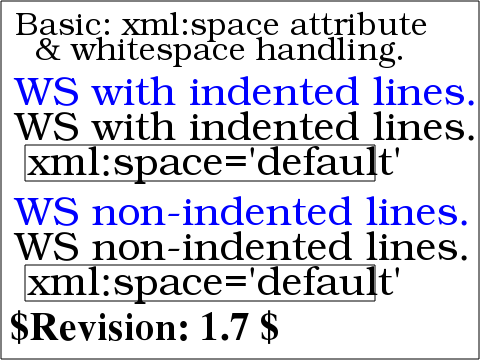 Basic: xml:space attribute
& whitespace handling.
WS with indented lines.
WS with indented lines.
xml:space='default'
WS non-indented lines.
WS non-indented lines.
xml:space='default'
$Revision: 1.7 $